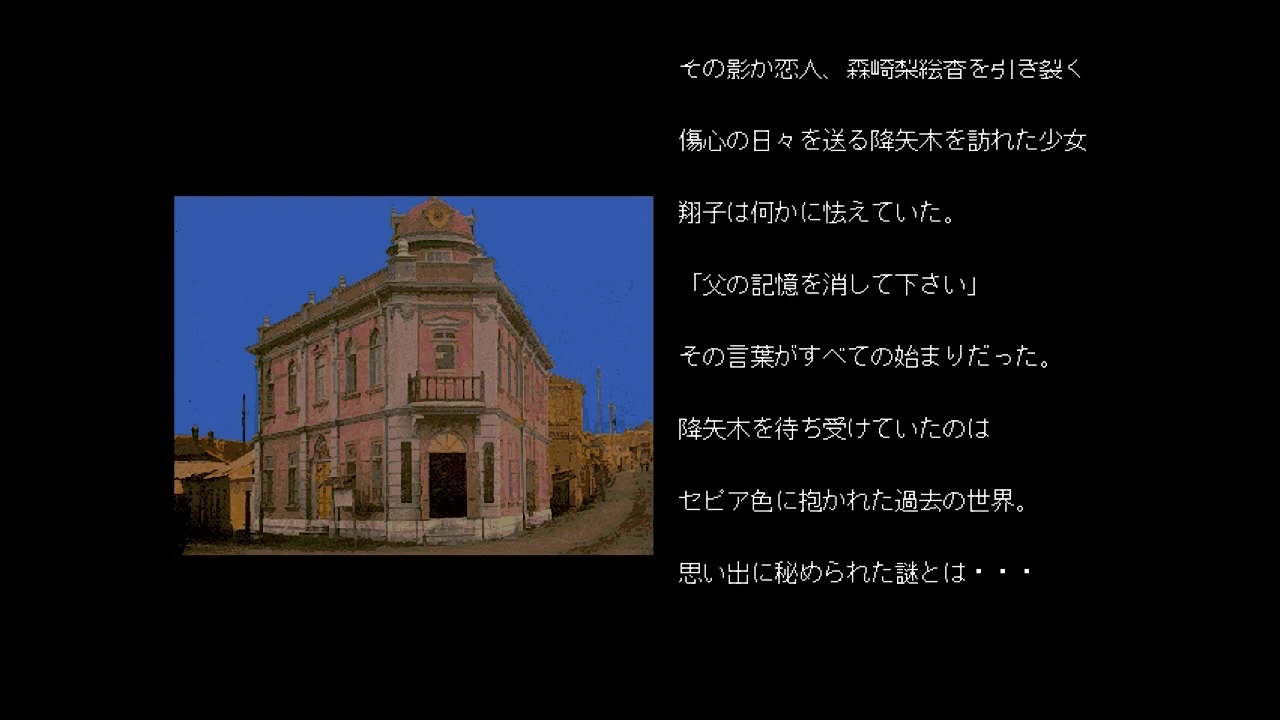 その影が恋人、森崎梨絵香を引き裂く
傷心の日々を送る降矢木を訪れた少女
翔子は何かに怯えていた。
「父の記憶を消して下さい」
その言葉がすべての始まりだった。
降矢木を待ち受けていたのは
セピア色に抱かれた過去の世界。
思い出に秘められた謎とは・・・